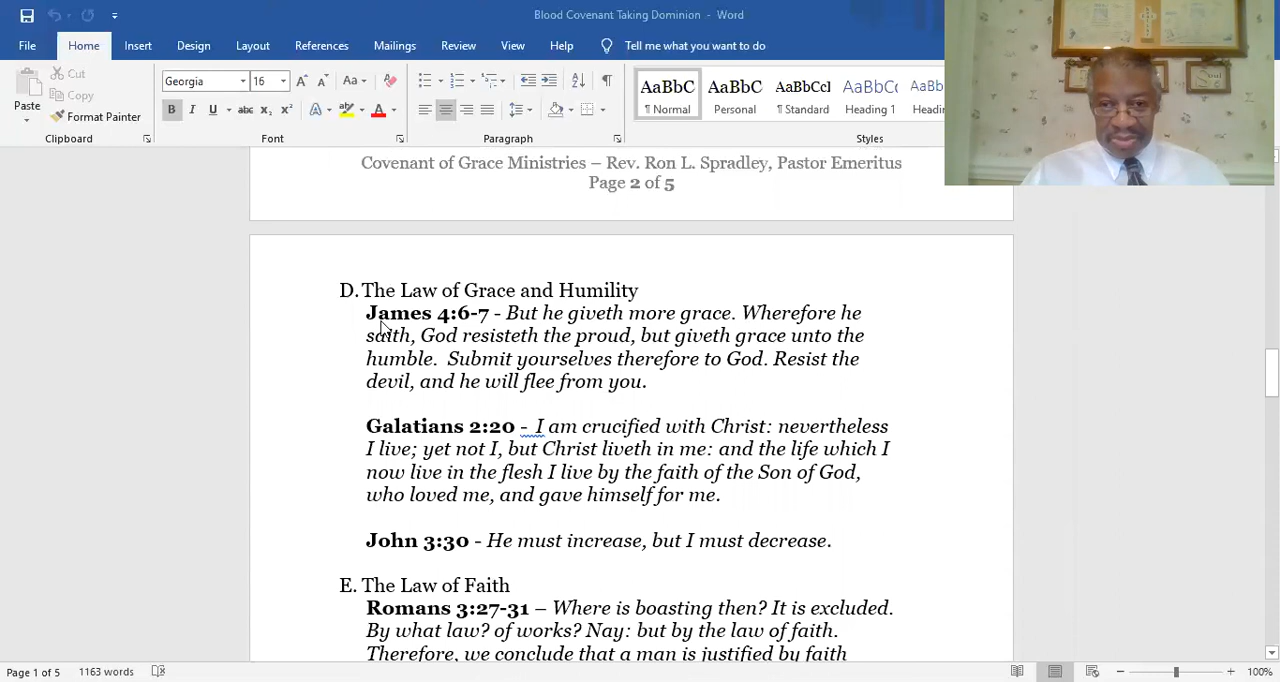 Blood Covenant Taking Dominion - Word
File Home Insert Design Layout References Mailings Review View Help Tell me what you want to do
Paste
Cut
Copy
Format Painter
Clipboard
Georgia 16
Font
Paragraph
AaBbC AaBbC AaBbCcI AaBbC AaBb
¶ Normal Personal ¶ Standard Heading 1 Headin
Styles
Covenant of Grace Ministries – Rev. Ron L. Spradley, Pastor Emeritus
Page 2 of 5
D. The Law of Grace and Humility
James 4:6-7 - But he giveth more grace. Wherefore he
saith, God resisteth the proud, but giveth grace unto the
humble. Submit yourselves therefore to God. Resist the
devil, and he will flee from you.
Galatians 2:20 - I am crucified with Christ: nevertheless
I live; yet not I, but Christ liveth in me: and the life which I
now live in the flesh I live by the faith of the Son of God,
who loved me, and gave himself for me.
John 3:30 - He must increase, but I must decrease.
E. The Law of Faith
Romans 3:27-31 – Where is boasting then? It is excluded.
By what law? of works? Nay: but by the law of faith.
Therefore, we conclude that a man is justified by faith
Page 1 of 5 1163 words 100%